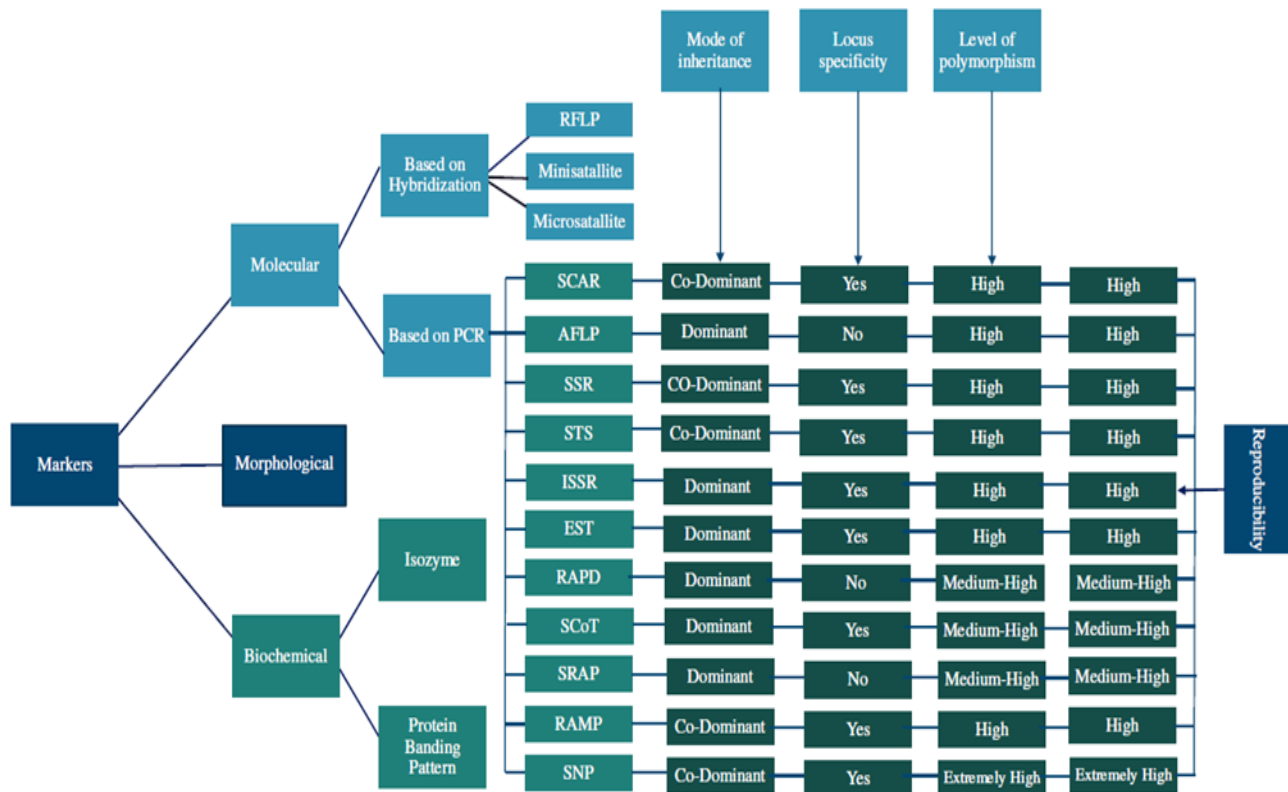 Mode of
inheritance
Locus
specificity
Level of
polymorphism
RFLP
Based on
Hybridization
Minisatallite
Microsatallite
Molecular
Based on PCR
SCAR
Co-Dominant
Yes
High
High
AFLP
Dominant
No
High
High
SSR
CO-Dominant
Yes
High
High
STS
Co-Dominant
Yes
High
High
Markers
Morphological
ISSR
Dominant
Yes
High
High
Reproducibility
EST
Dominant
Yes
High
High
Isozyme
RAPD
Dominant
No
Medium-High
Medium-High
SCoT
Dominant
Yes
Medium-High
Medium-High
Biochemical
SRAP
Dominant
No
Medium-High
Medium-High
Protein
Banding
Pattern
RAMP
Co-Dominant
Yes
High
High
SNP
Co-Dominant
Yes
Extremely High
Extremely High